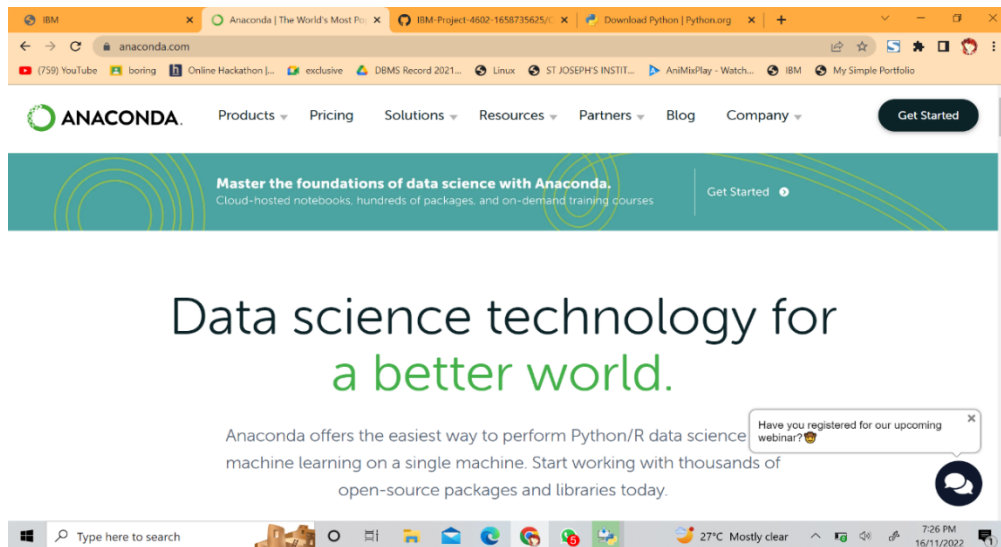 IBM
Anaconda | The World's Most Po
IBM-Project-4602-1658735625/
Download Python | Python.org
anaconda.com
(759) YouTube boring Online Hackathon |... exclusive DBMS Record 2021... Linux ST JOSEPH'S INSTIT... AniMixPlay - Watch... IBM My Simple Portfolio
ANACONDA.
Products Pricing Solutions Resources Partners Blog Company
Get Started
Master the foundations of data science with Anaconda.
Cloud-hosted notebooks, hundreds of packages, and on-demand training courses
Get Started
Data science technology for
a better world.
Anaconda offers the easiest way to perform Python/R data science
machine learning on a single machine. Start working with thousands of
open-source packages and libraries today.
Have you registered for our upcoming
webinar?🤓
Type here to search
27°C Mostly clear
7:26 PM
16/11/2022